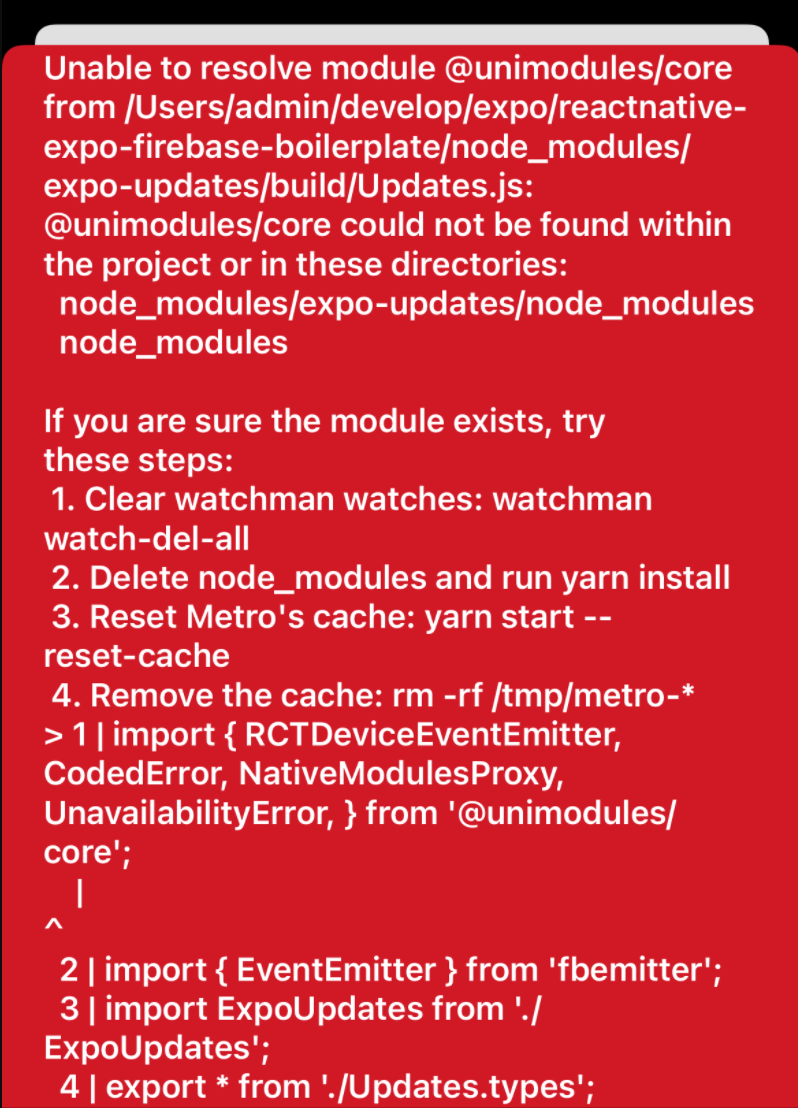 Unable to resolve module @unimodules/core
from /Users/admin/develop/expo/reactnative-
expo-firebase-boilerplate/node_modules/
expo-updates/build/Updates.js:
@unimodules/core could not be found within
the project or in these directories:
  node_modules/expo-updates/node_modules
  node_modules

If you are sure the module exists, try
these steps:
 1. Clear watchman watches: watchman
watch-del-all
 2. Delete node_modules and run yarn install
 3. Reset Metro's cache: yarn start --
reset-cache
 4. Remove the cache: rm -rf /tmp/metro-*
> 1 | import { RCTDeviceEventEmitter,
CodedError, NativeModulesProxy,
UnavailabilityError, } from '@unimodules/
core';
    |
^
  2 | import { EventEmitter } from 'fbemitter';
  3 | import ExpoUpdates from './
ExpoUpdates';
  4 | export * from './Updates.types';